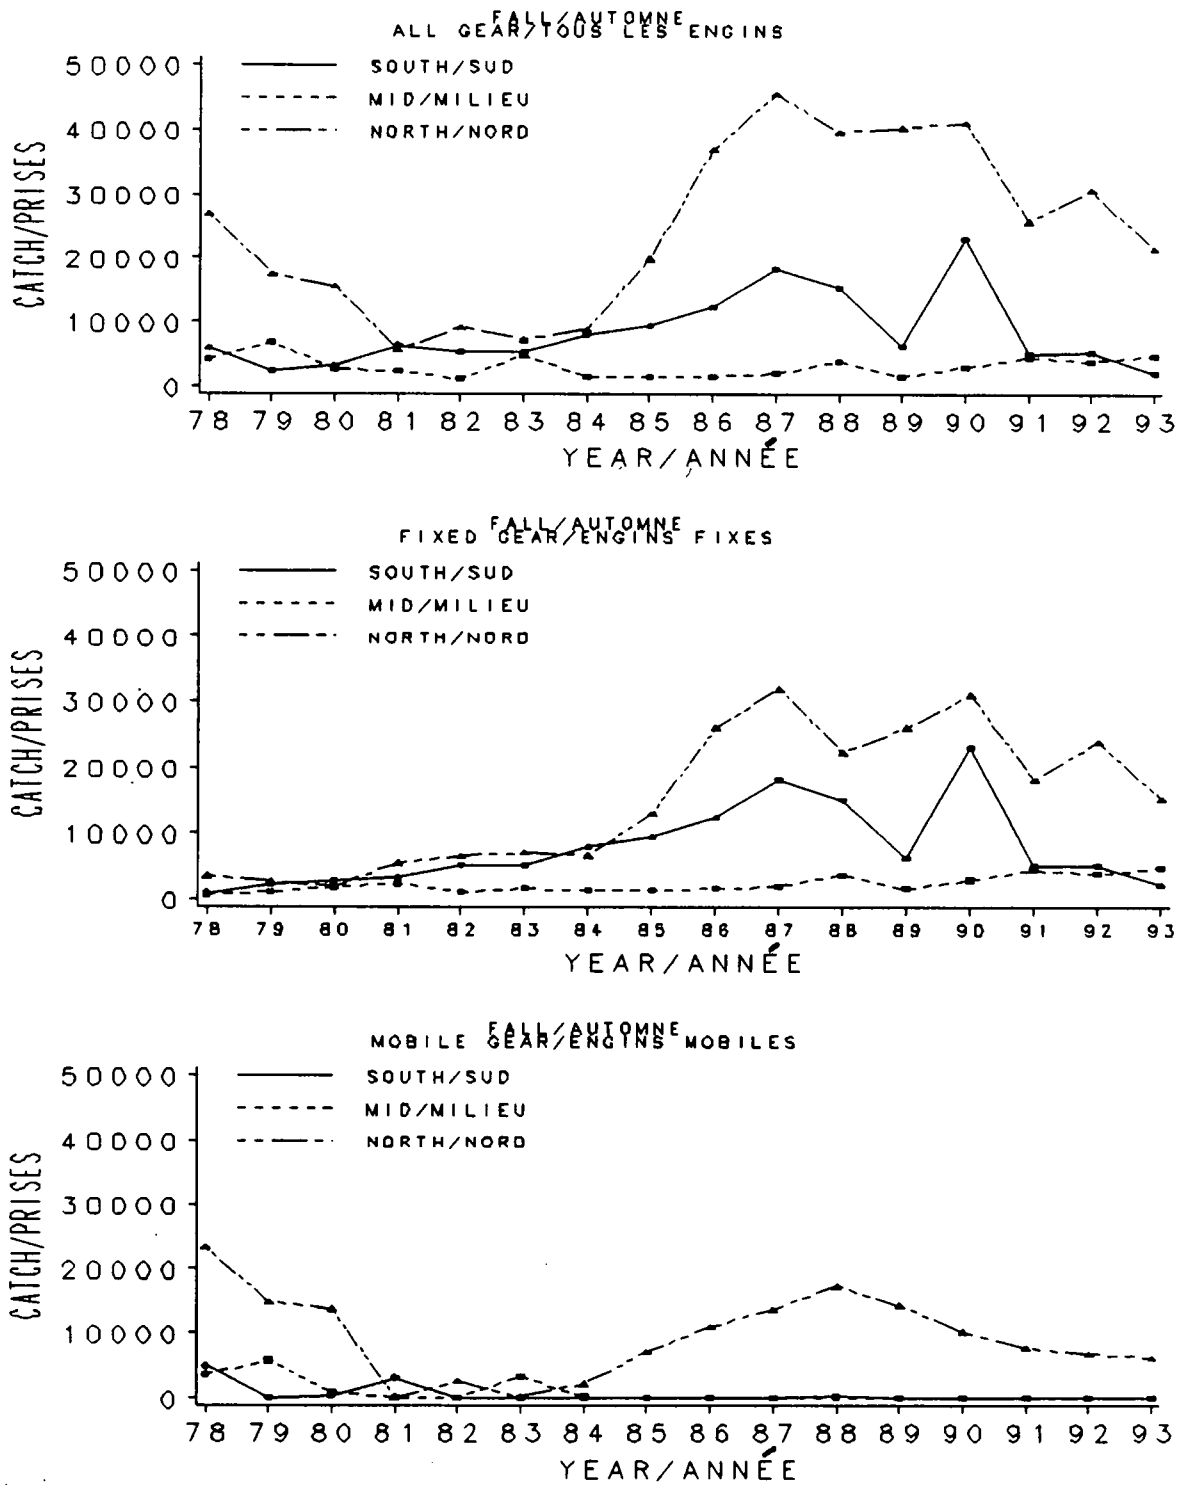 FALL/AUTOMNE
ALL GEAR/TOUS LES ENGINS
50000
SOUTH/SUD
MID/MILIEU
40000
NORTH/NORD
30000
20000
10000
0
CATCH/PRISES
78 79 80 81 82 83 84 85 86 87 88 89 90 91 92 93
YEAR/ANNÉE
FALL/AUTOMNE
FIXED GEAR/ENGINS FIXES
50000
SOUTH/SUD
MID/MILIEU
40000
NORTH/NORD
30000
20000
10000
0
CATCH/PRISES
78 79 80 81 82 83 84 85 86 87 88 89 90 91 92 93
YEAR/ANNÉE
FALL/AUTOMNE
MOBILE GEAR/ENGINS MOBILES
50000
SOUTH/SUD
MID/MILIEU
40000
NORTH/NORD
30000
20000
10000
0
CATCH/PRISES
78 79 80 81 82 83 84 85 86 87 88 89 90 91 92 93
YEAR/ANNÉE